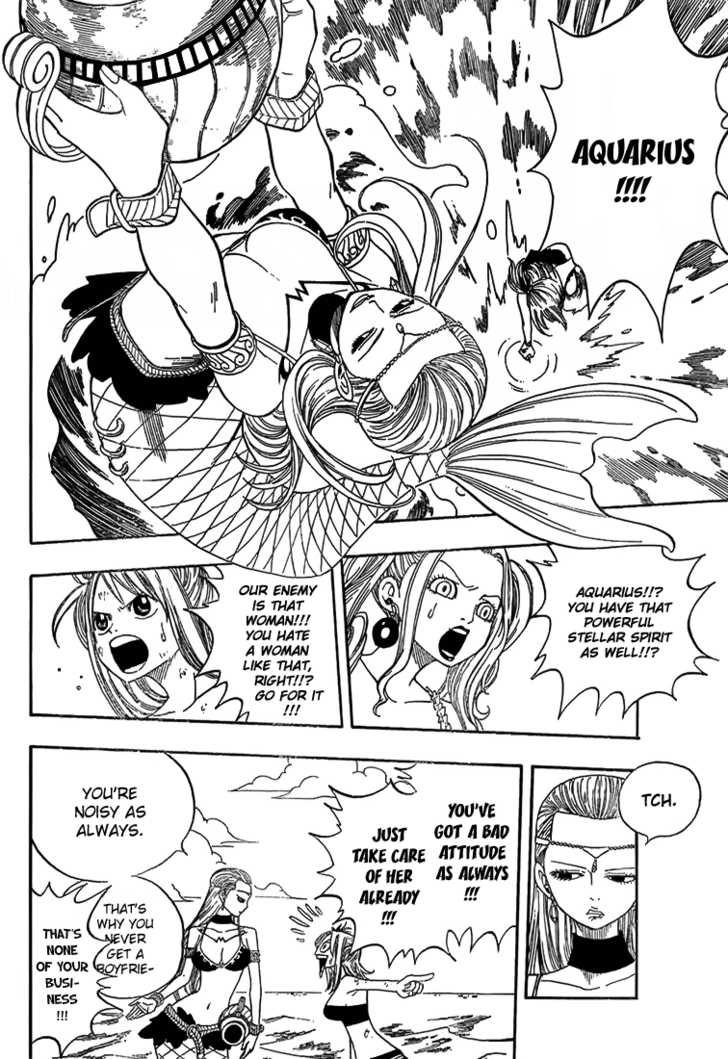 AQUARIUS
!!!!
AQUARIUS!!?
YOU HAVE THAT
POWERFUL
STELLAR SPIRIT
AS WELL!!?
OUR ENEMY
IS THAT
WOMAN!!!
YOU HATE
A WOMAN
LIKE THAT,
RIGHT!!?
GO FOR IT
!!!
TCH.
YOU'VE
GOT A BAD
ATTITUDE
AS ALWAYS
!!!
JUST
TAKE CARE
OF HER
ALREADY
!!!
YOU'RE
NOISY AS
ALWAYS.
THAT'S
WHY YOU
NEVER
GET A
BOYFRIE-
THAT'S
NONE
OF YOUR
BUSI-
NESS
!!!